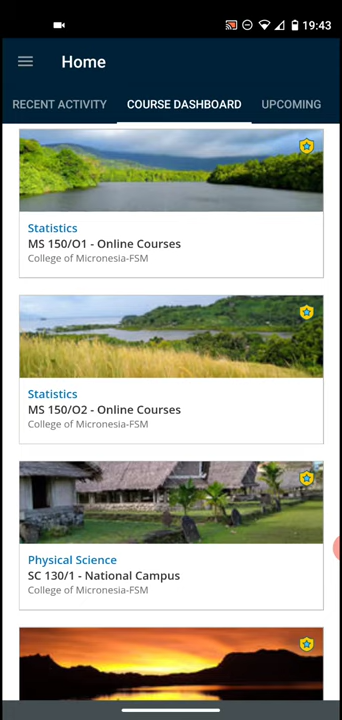 19:43
Home
RECENT ACTIVITY COURSE DASHBOARD UPCOMING
Statistics
MS 150/O1 - Online Courses
College of Micronesia-FSM
Statistics
MS 150/O2 - Online Courses
College of Micronesia-FSM
Physical Science
SC 130/1 - National Campus
College of Micronesia-FSM